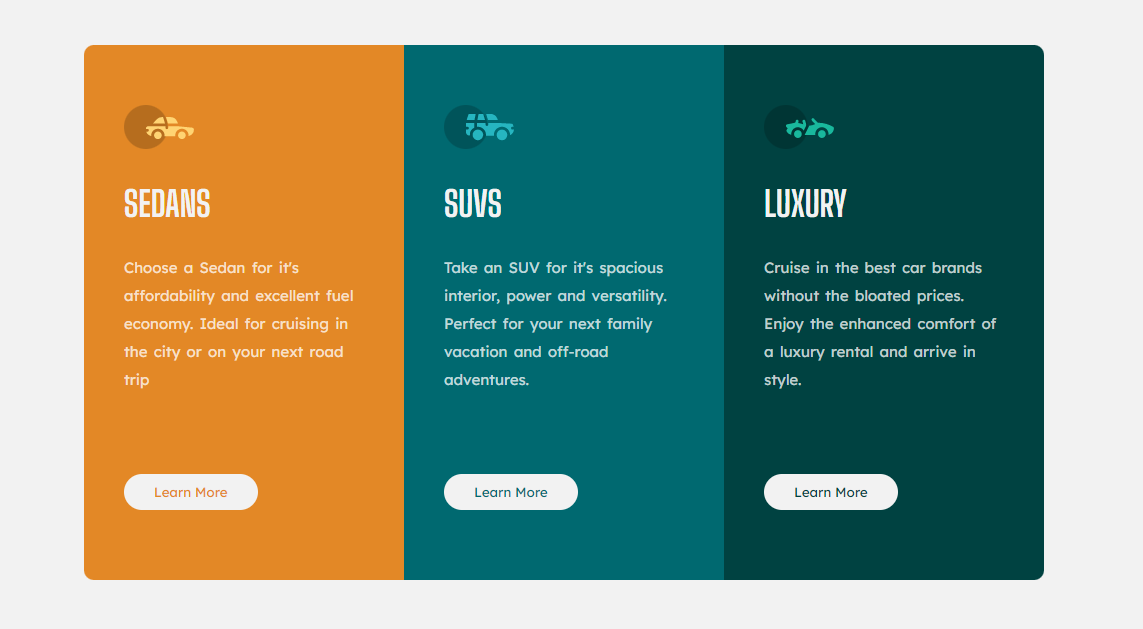 SEDANS
Choose a Sedan for it's
affordability and excellent fuel
economy. Ideal for cruising in
the city or on your next road
trip
Learn More
SUVS
Take an SUV for it's spacious
interior, power and versatility.
Perfect for your next family
vacation and off-road
adventures.
Learn More
LUXURY
Cruise in the best car brands
without the bloated prices.
Enjoy the enhanced comfort of
a luxury rental and arrive in
style.
Learn More